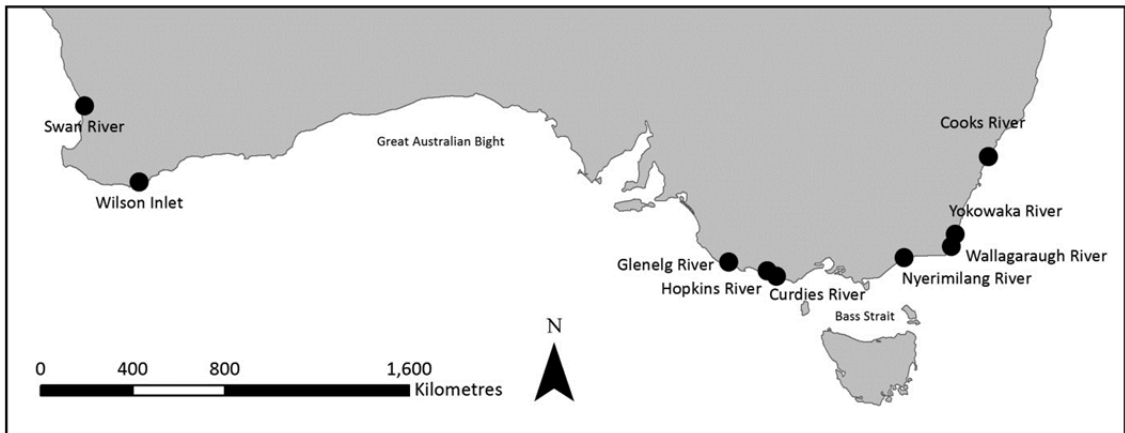 Swan River
Great Australian Bight
Cooks River
Wilson Inlet
Yokowaka River
Glenelg River
Wallagaraugh River
Hopkins River
Curdies River
Nyerimilang River
Bass Strait
N
0 400 800 1,600
Kilometres